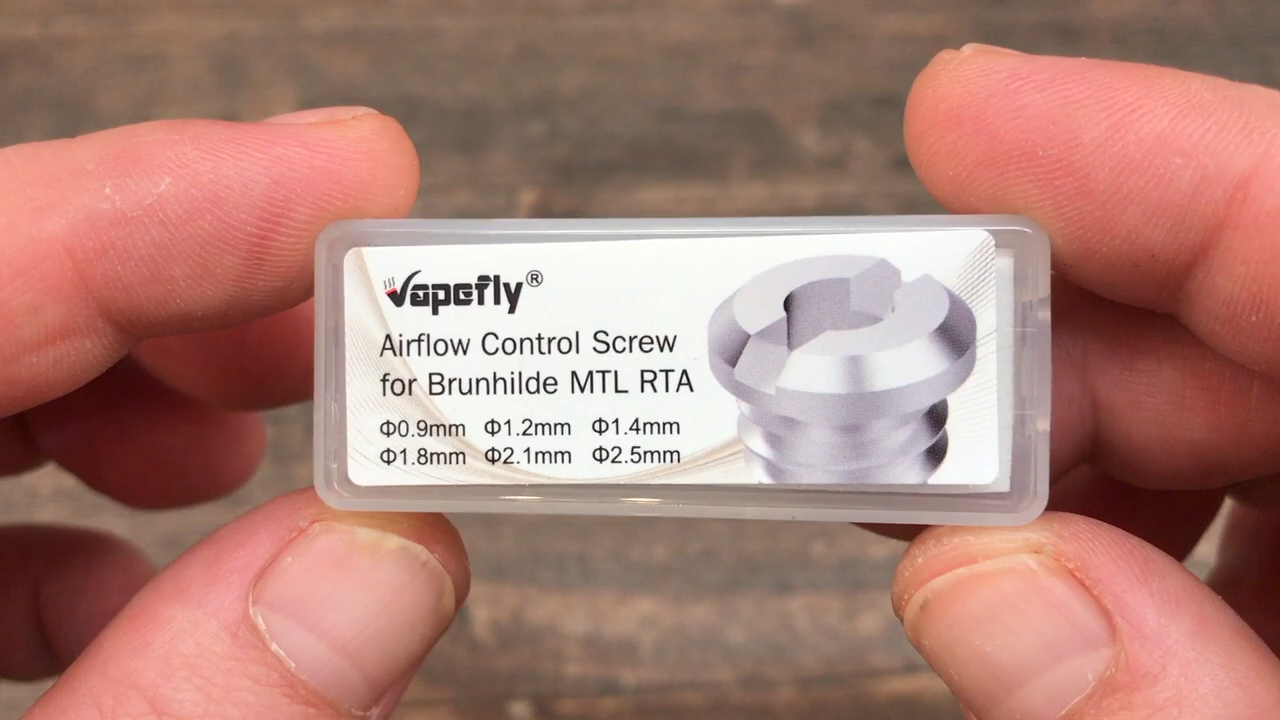 Vapefly®
Airflow Control Screw
for Brunhilde MTL RTA
Φ0.9mm Φ1.2mm Φ1.4mm
Φ1.8mm Φ2.1mm Φ2.5mm